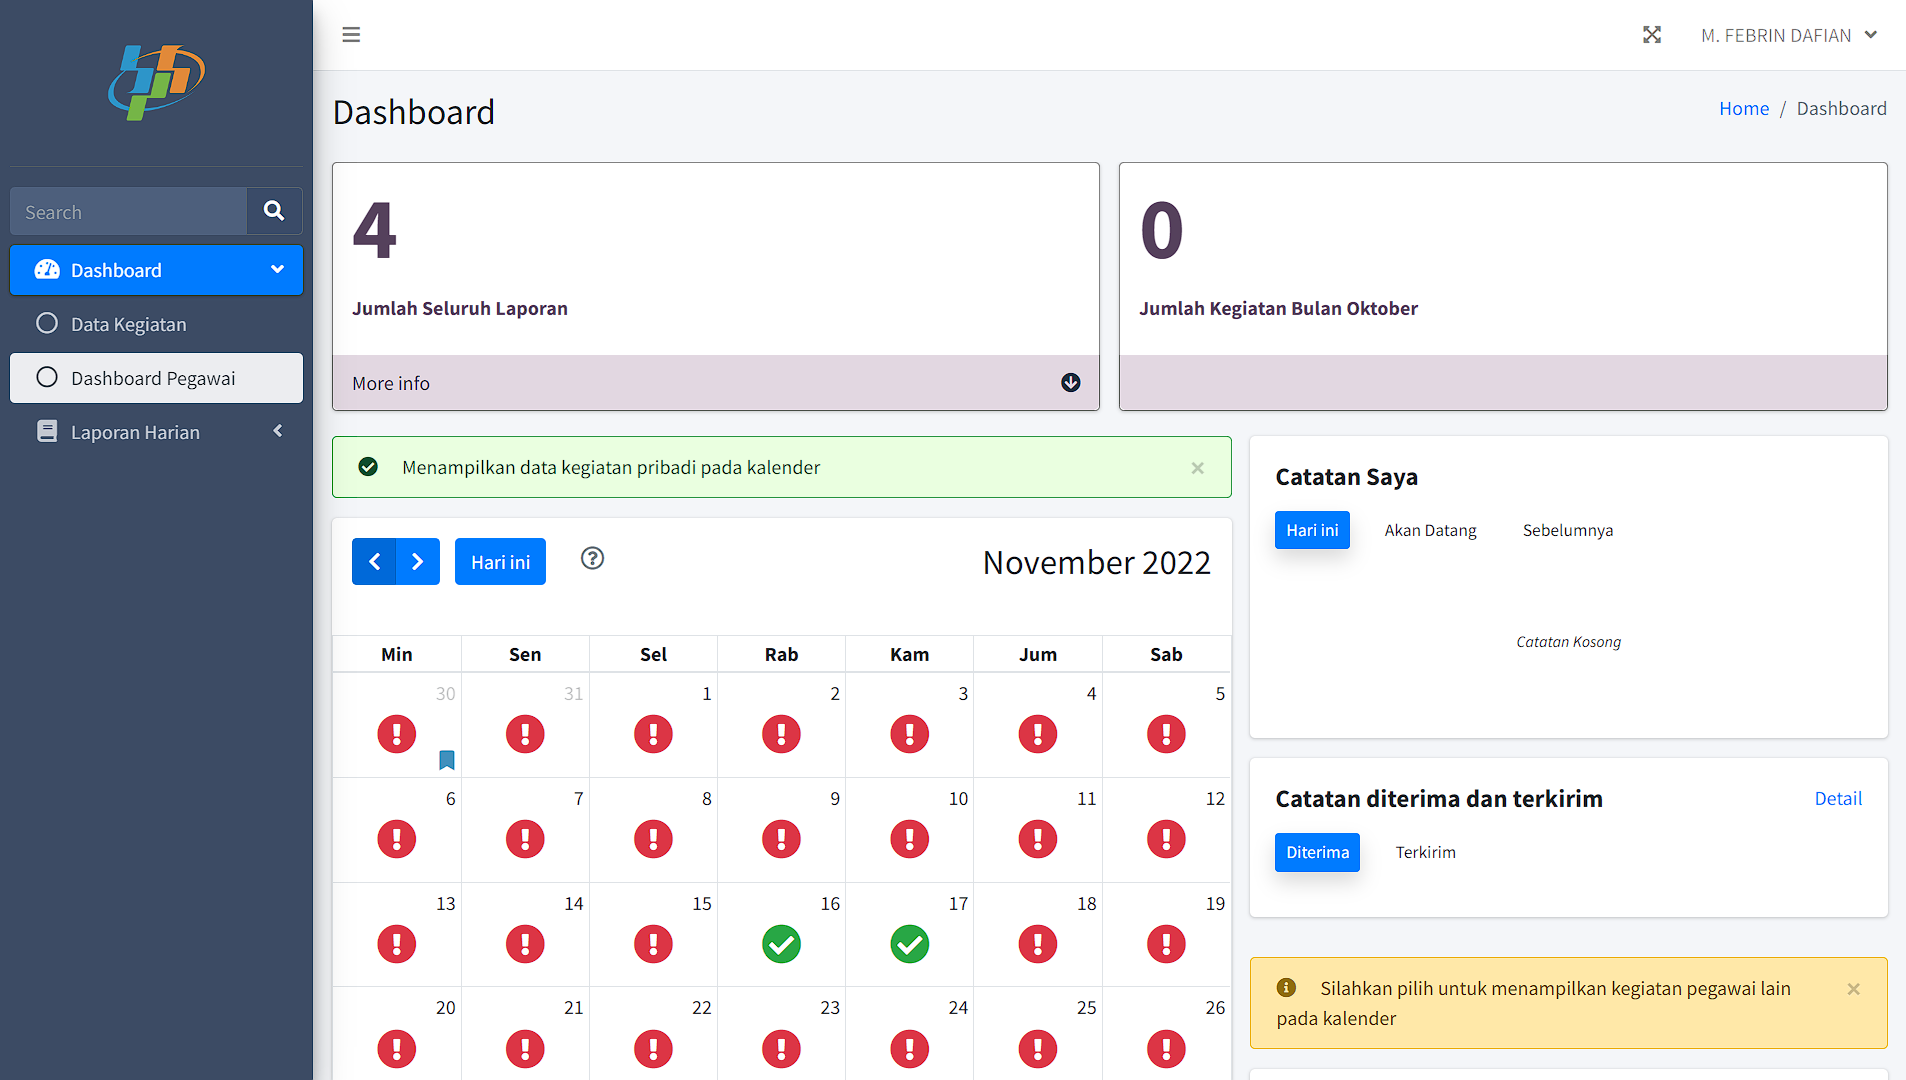 M. FEBRIN DAFIAN
Search
Dashboard
Data Kegiatan
Dashboard Pegawai
Laporan Harian
Dashboard
Home / Dashboard
4
Jumlah Seluruh Laporan
More info
0
Jumlah Kegiatan Bulan Oktober
Menampilkan data kegiatan pribadi pada kalender
Hari ini
November 2022
Min Sen Sel Rab Kam Jum Sab
30 31 1 2 3 4 5
6 7 8 9 10 11 12
13 14 15 16 17 18 19
20 21 22 23 24 25 26
Catatan Saya
Hari ini Akan Datang Sebelumnya
Catatan Kosong
Catatan diterima dan terkirim Detail
Diterima Terkirim
Silahkan pilih untuk menampilkan kegiatan pegawai lain
pada kalender